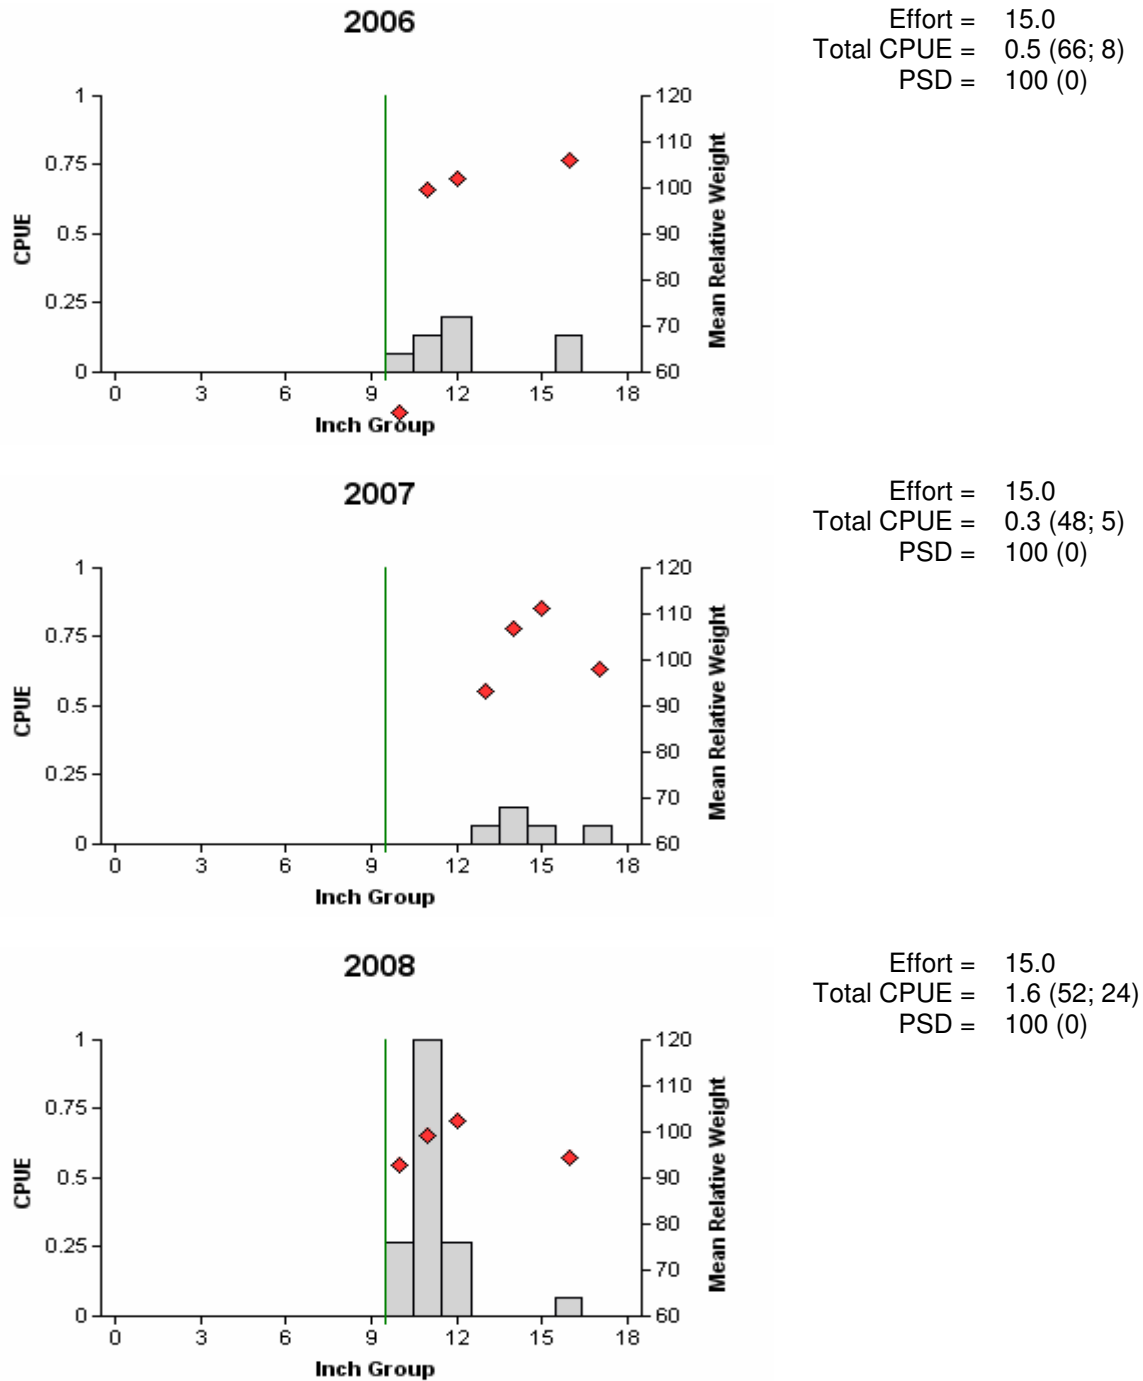 2006
Effort = 15.0
Total CPUE = 0.5 (66; 8)
PSD = 100 (0)
1 120
110
0.75 100
0.5 90
80
0.25 70
0 60
CPUE
Mean Relative Weight
0 3 6 9 12 15 18
Inch Group
2007
Effort = 15.0
Total CPUE = 0.3 (48; 5)
PSD = 100 (0)
1 120
110
0.75 100
0.5 90
80
0.25 70
0 60
CPUE
Mean Relative Weight
0 3 6 9 12 15 18
Inch Group
2008
Effort = 15.0
Total CPUE = 1.6 (52; 24)
PSD = 100 (0)
1 120
110
0.75 100
0.5 90
80
0.25 70
0 60
CPUE
Mean Relative Weight
0 3 6 9 12 15 18
Inch Group